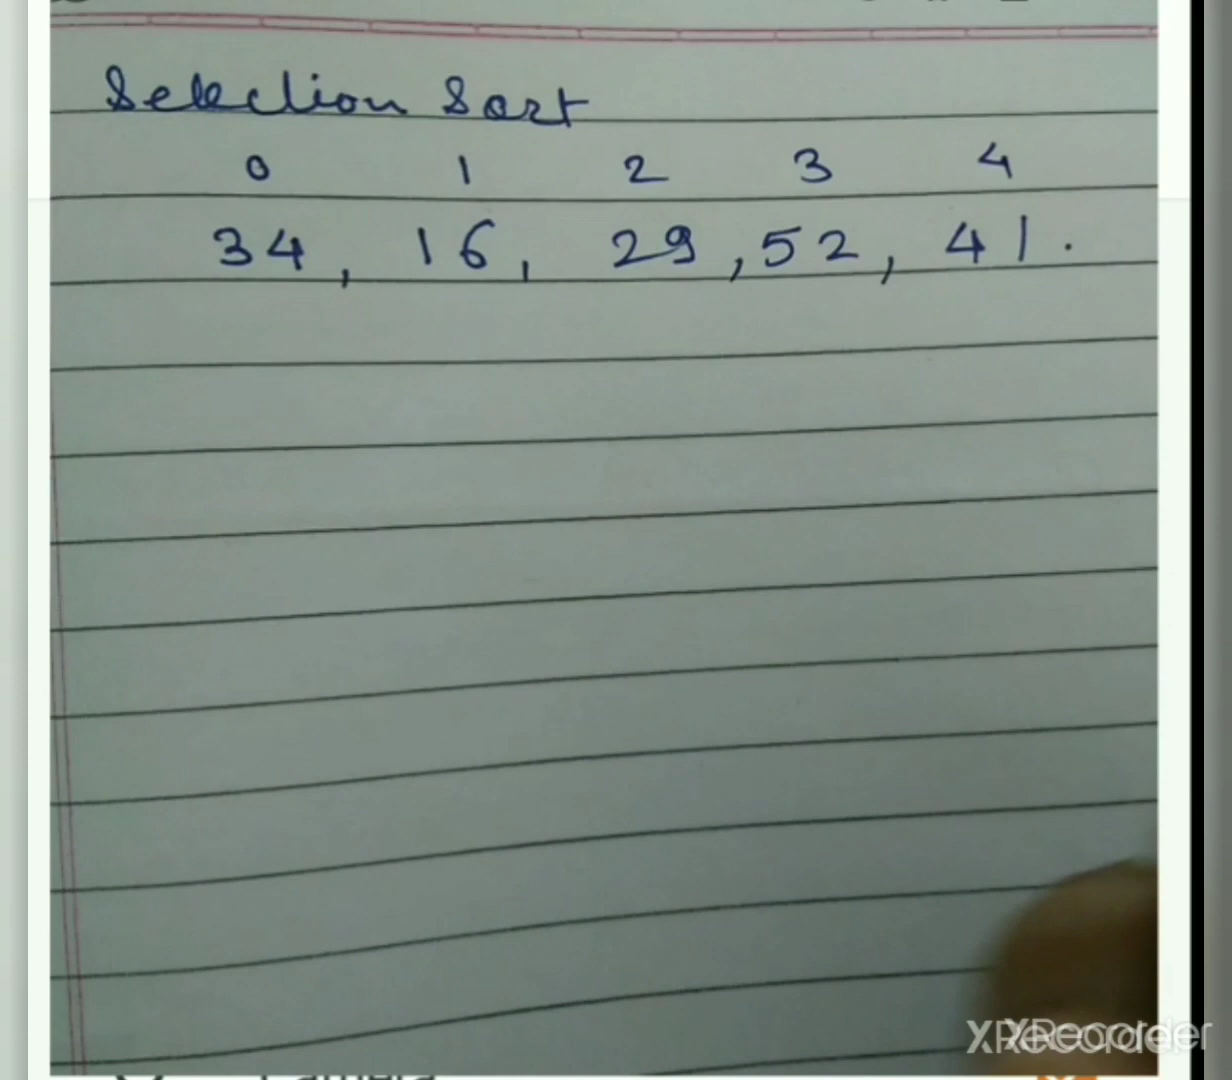 Selection Sort
0 1 2 3 4
34, 16, 29, 52, 41.
XRecorder